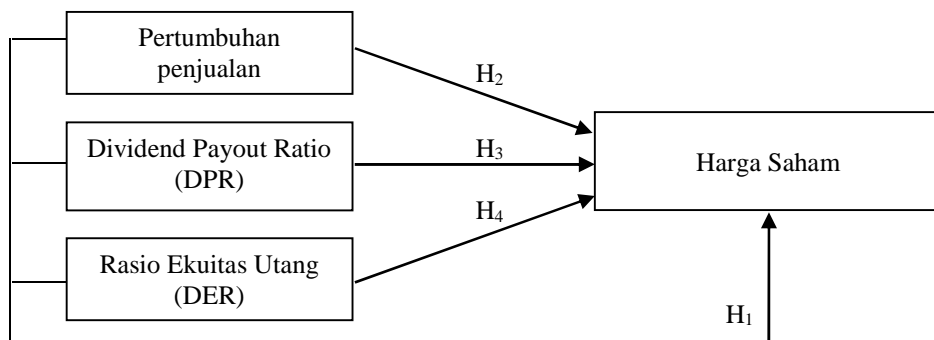 Pertumbuhan
penjualan
H₂
Dividend Payout Ratio
(DPR)
H₃
Harga Saham
H₄
Rasio Ekuitas Utang
(DER)
H₁